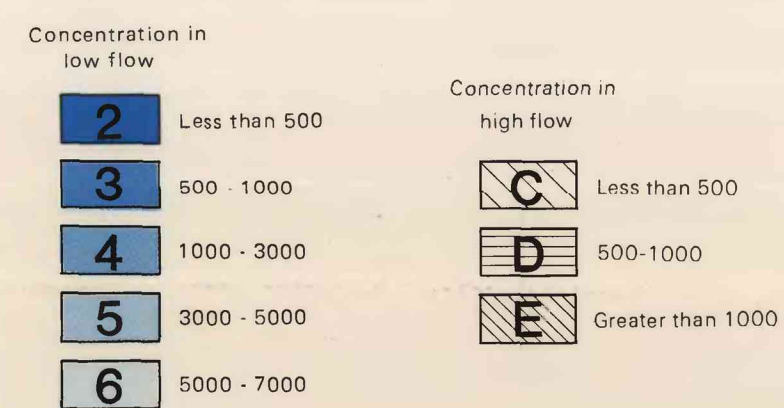 Concentration in
low flow
2 Less than 500
3 500 - 1000
4 1000 - 3000
5 3000 - 5000
6 5000 - 7000
Concentration in
high flow
C Less than 500
D 500-1000
E Greater than 1000